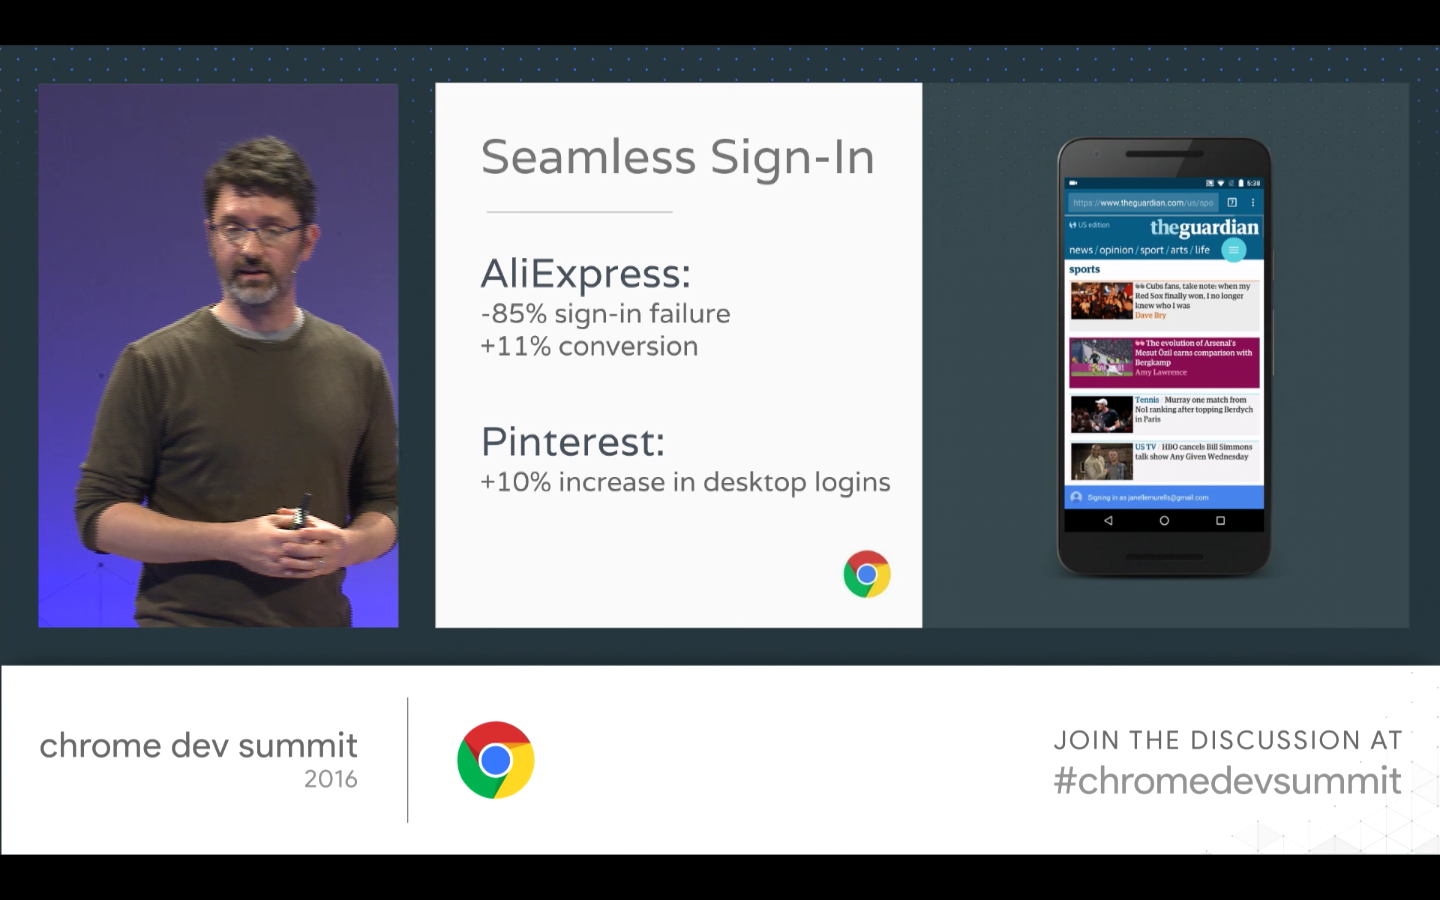 Seamless Sign-In
AliExpress:
-85% sign-in failure
+11% conversion
Pinterest:
+10% increase in desktop logins
5:38
https://www.theguardian.com/us/spo
US edition
theguardian
news / opinion / sport / arts / life
sports
Cubs fans, take note: when my
Red Sox finally won, I no longer
knew who I was
Dave Bry
The evolution of Arsenal's
Mesut Özil earns comparison with
Bergkamp
Amy Lawrence
Tennis Murray one match from
No1 ranking after topping Berdych
in Paris
US TV HBO cancels Bill Simmons
talk show Any Given Wednesday
Signing in as janellemurells@gmail.com
chrome dev summit
2016
JOIN THE DISCUSSION AT
#chromedevsummit